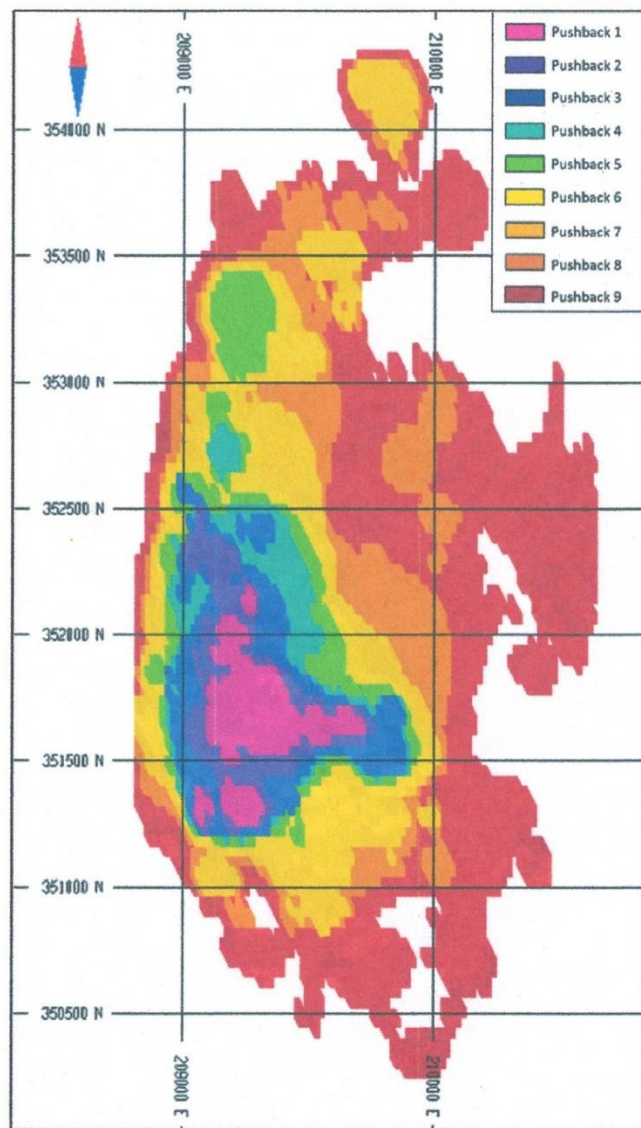 209000 E
210000 E
Pushback 1
Pushback 2
Pushback 3
Pushback 4
Pushback 5
Pushback 6
Pushback 7
Pushback 8
Pushback 9
354000 N
353500 N
353000 N
352500 N
352000 N
351500 N
351000 N
350500 N
209000 E
210000 E